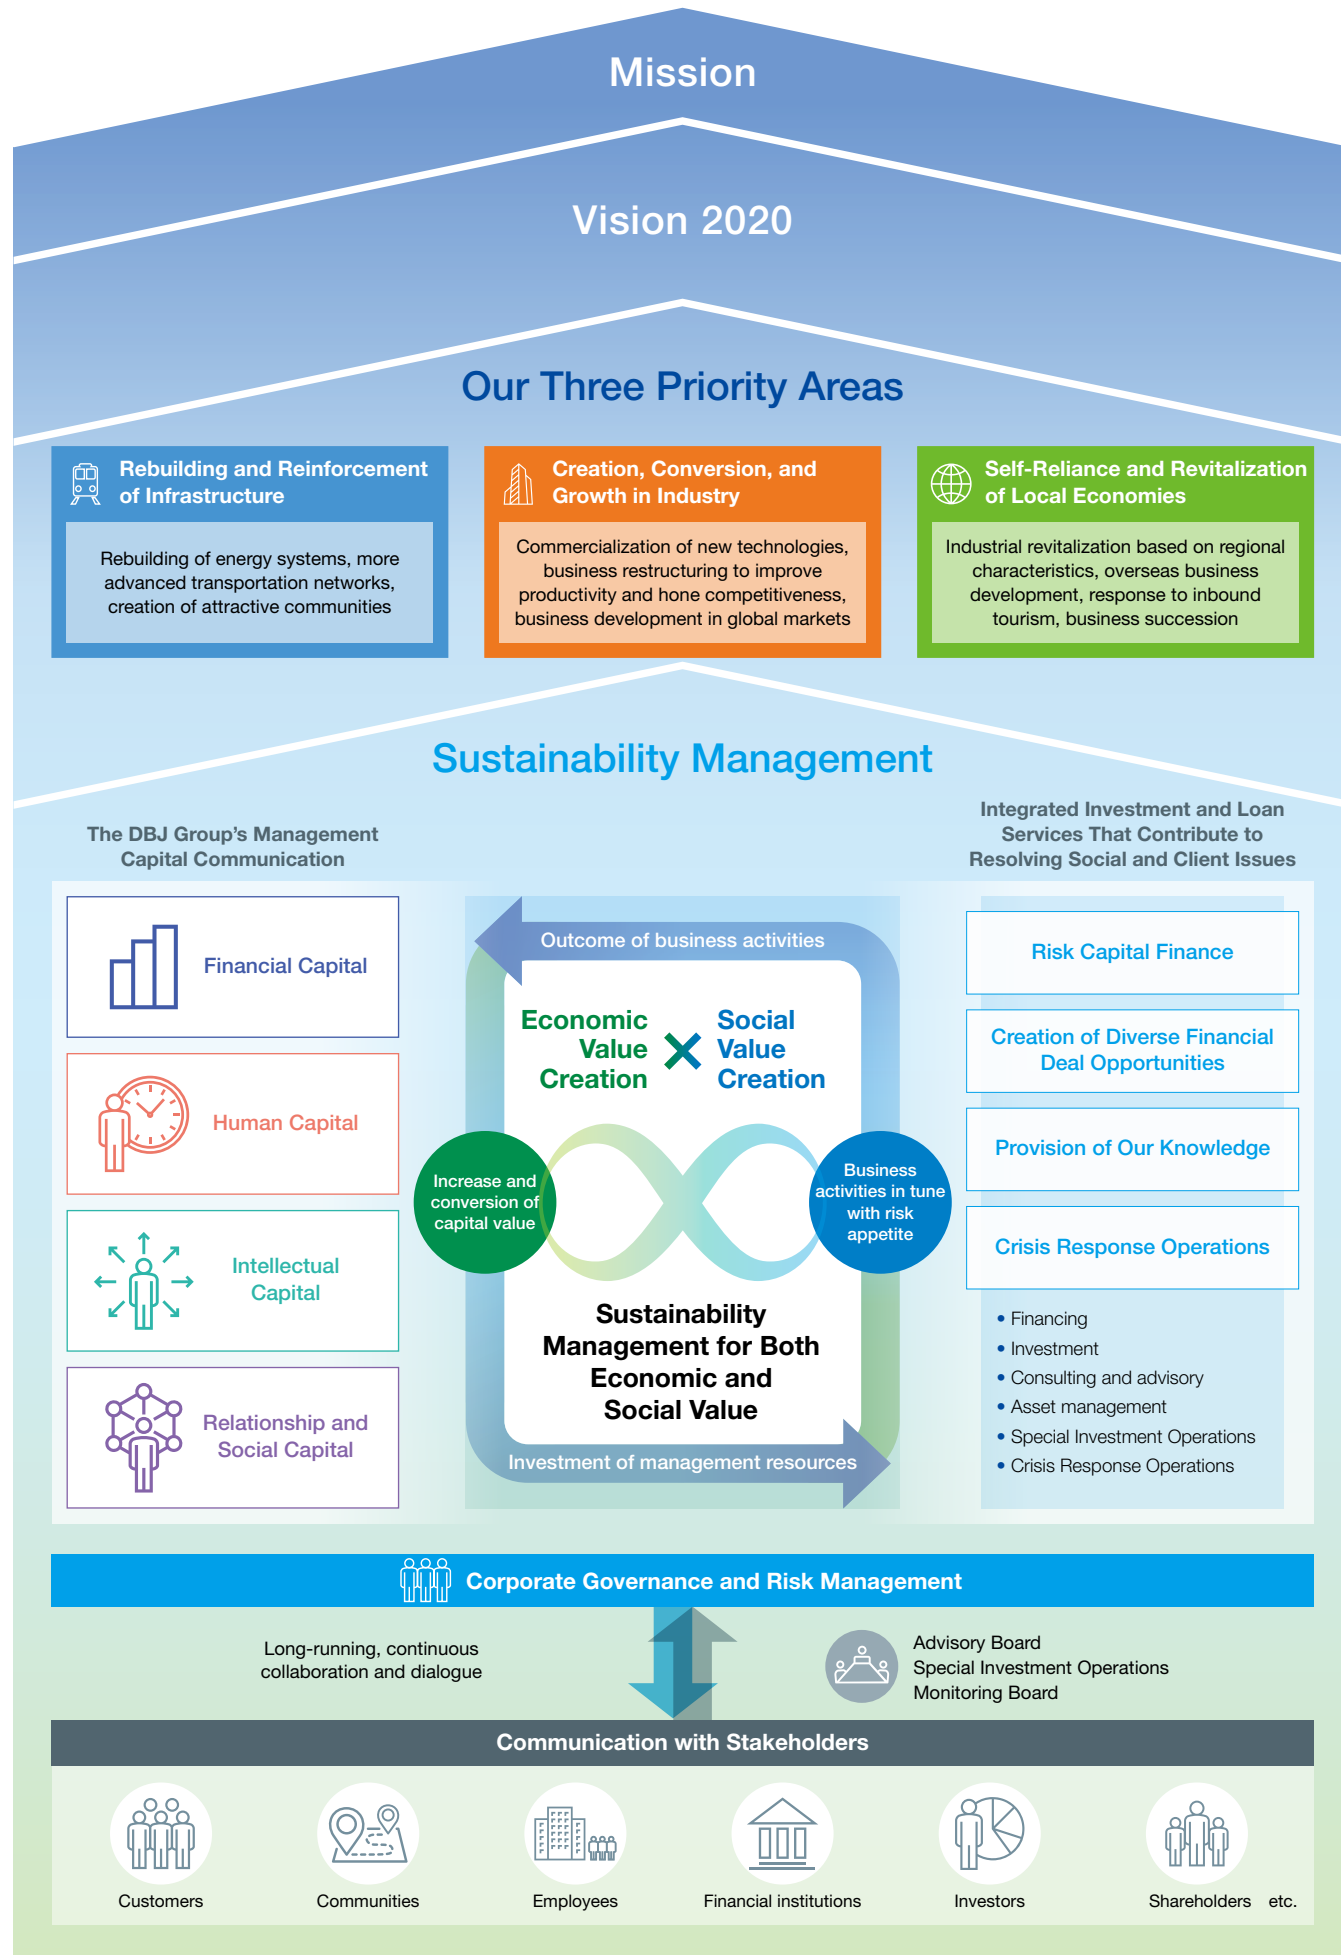 Mission
Vision 2020
Our Three Priority Areas
Rebuilding and Reinforcement
of Infrastructure
Rebuilding of energy systems, more
advanced transportation networks,
creation of attractive communities
Creation, Conversion, and
Growth in Industry
Commercialization of new technologies,
business restructuring to improve
productivity and hone competitiveness,
business development in global markets
Self-Reliance and Revitalization
of Local Economies
Industrial revitalization based on regional
characteristics, overseas business
development, response to inbound
tourism, business succession
Sustainability Management
The DBJ Group's Management
Capital Communication
Financial Capital
Human Capital
Intellectual
Capital
Relationship and
Social Capital
Outcome of business activities
Economic
Value
Creation
Social
Value
Creation
Increase and
conversion of
capital value
Business
activities in tune
with risk
appetite
Sustainability
Management for Both
Economic and
Social Value
Investment of management resources
Integrated Investment and Loan
Services That Contribute to
Resolving Social and Client Issues
Risk Capital Finance
Creation of Diverse Financial
Deal Opportunities
Provision of Our Knowledge
Crisis Response Operations
• Financing
• Investment
• Consulting and advisory
• Asset management
• Special Investment Operations
• Crisis Response Operations
Corporate Governance and Risk Management
Long-running, continuous
collaboration and dialogue
Advisory Board
Special Investment Operations
Monitoring Board
Communication with Stakeholders
Customers
Communities
Employees
Financial institutions
Investors
Shareholders etc.